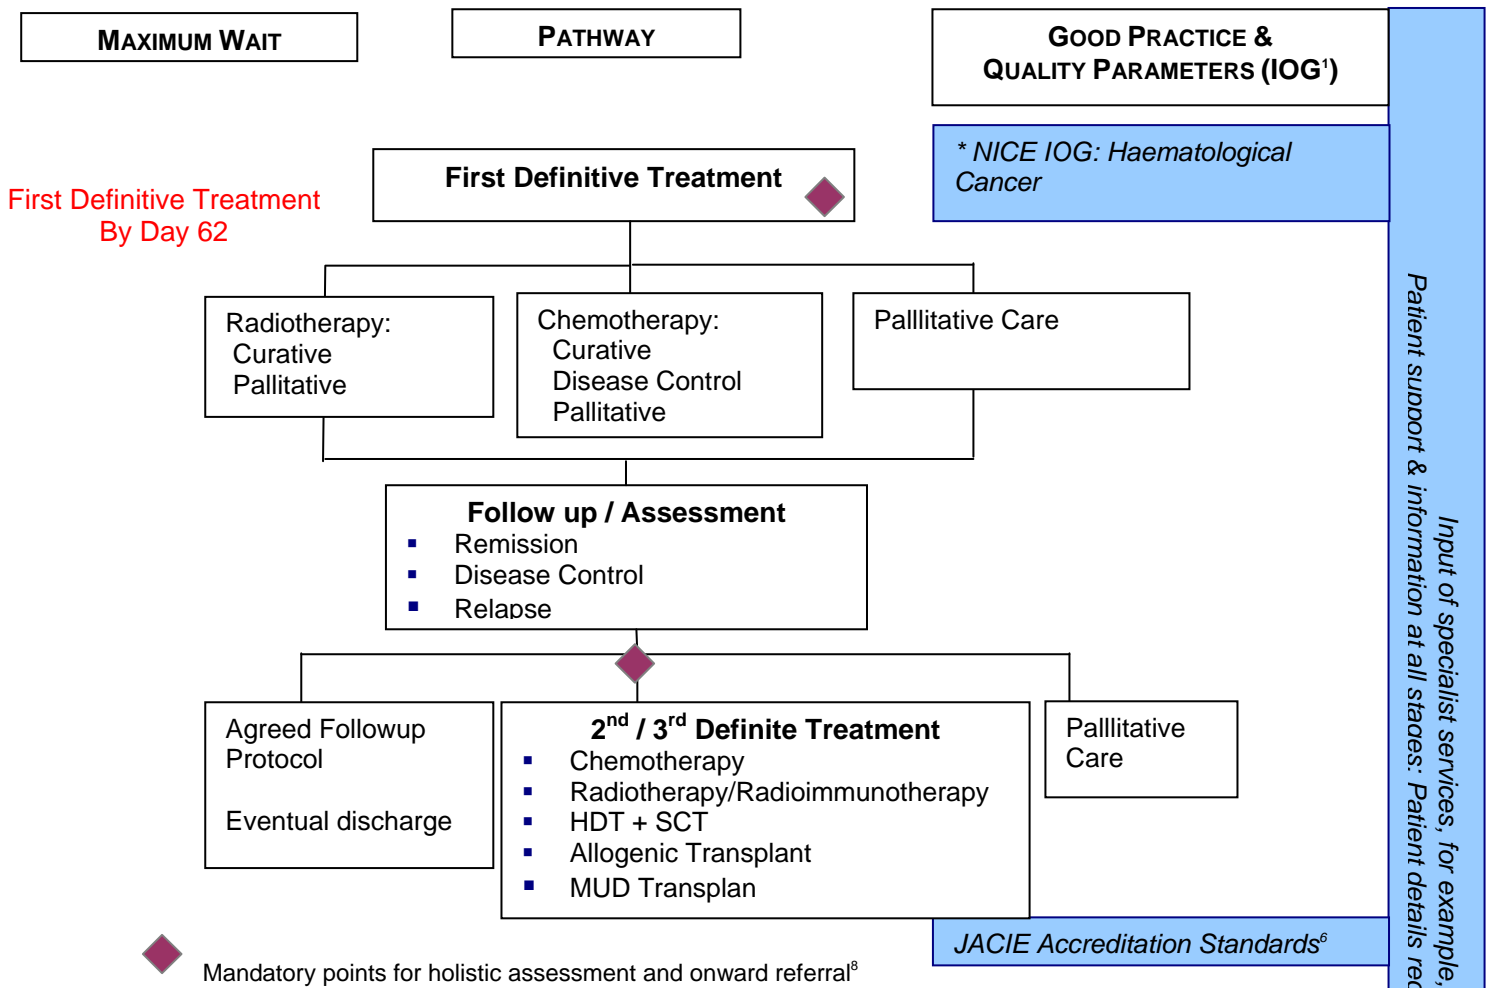 MAXIMUM WAIT
PATHWAY
GOOD PRACTICE &
QUALITY PARAMETERS (IOG¹)
* NICE IOG: Haematological
Cancer
First Definitive Treatment
First Definitive Treatment
By Day 62
Radiotherapy:
Curative
Pallitative
Chemotherapy:
Curative
Disease Control
Pallitative
Palllitative Care
Follow up / Assessment
▪ Remission
▪ Disease Control
▪ Relapse
Agreed Followup
Protocol
Eventual discharge
2nd / 3rd Definite Treatment
▪ Chemotherapy
▪ Radiotherapy/Radioimmunotherapy
▪ HDT + SCT
▪ Allogenic Transplant
▪ MUD Transplan
Palllitative
Care
JACIE Accreditation Standards⁶
Mandatory points for holistic assessment and onward referral⁸
Input of specialist services, for example,
Patient support & information at all stages: Patient details rec